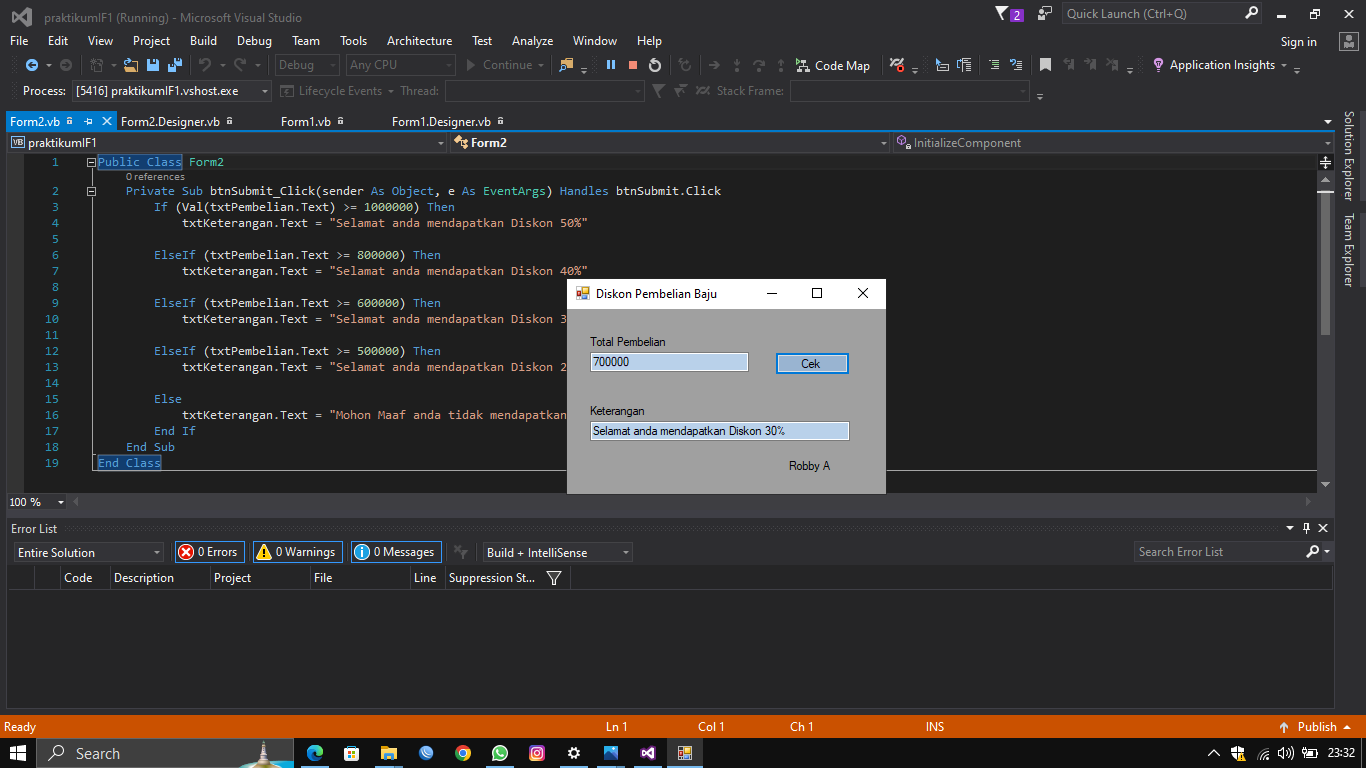 praktikumIF1 (Running) - Microsoft Visual Studio
2
Quick Launch (Ctrl+Q)
File Edit View Project Build Debug Team Tools Architecture Test Analyze Window Help
Sign in
Debug Any CPU Continue Code Map Application Insights
Process: [5416] praktikumIF1.vshost.exe Lifecycle Events Thread: Stack Frame:
Form2.vb Form2.Designer.vb Form1.vb Form1.Designer.vb
VB praktikumIF1 Form2 InitializeComponent
1 Public Class Form2
0 references
2 Private Sub btnSubmit_Click(sender As Object, e As EventArgs) Handles btnSubmit.Click
3 If (Val(txtPembelian.Text) >= 1000000) Then
4 txtKeterangan.Text = "Selamat anda mendapatkan Diskon 50%"
5
6 ElseIf (txtPembelian.Text >= 800000) Then
7 txtKeterangan.Text = "Selamat anda mendapatkan Diskon 40%"
8
9 ElseIf (txtPembelian.Text >= 600000) Then
10 txtKeterangan.Text = "Selamat anda mendapatkan Diskon 3
11
12 ElseIf (txtPembelian.Text >= 500000) Then
13 txtKeterangan.Text = "Selamat anda mendapatkan Diskon 2
14
15 Else
16 txtKeterangan.Text = "Mohon Maaf anda tidak mendapatkan
17 End If
18 End Sub
19 End Class
Diskon Pembelian Baju
Total Pembelian
700000 Cek
Keterangan
Selamat anda mendapatkan Diskon 30%
Robby A
Solution Explorer
Team Explorer
100 %
Error List
Entire Solution 0 Errors 0 Warnings 0 Messages Build + IntelliSense Search Error List
Code Description Project File Line Suppression St...
Ready Ln 1 Col 1 Ch 1 INS Publish
Search 23:32